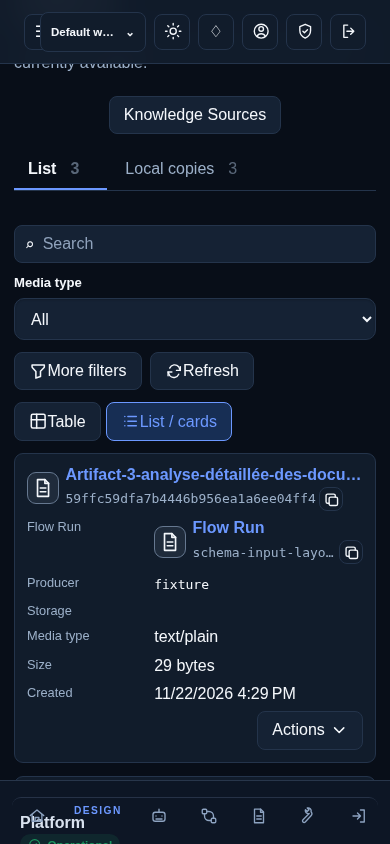 Default w... 
currently available.
Knowledge Sources
List 3 Local copies 3
Search
Media type
All
More filters Refresh
Table List / cards
Artifact-3-analyse-détaillée-des-docu...
59ffc59dfa7b4446b956ea1a6ee04ff4
Flow Run Flow Run
schema-input-layo...
Producer fixture
Storage
Media type text/plain
Size 29 bytes
Created 11/22/2026 4:29 PM
Actions
DESIGN
Platform
Operational